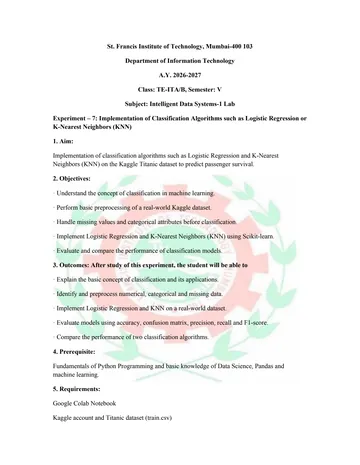 St. Francis Institute of Technology, Mumbai-400 103
Department of Information Technology
A.Y. 2026-2027
Class: TE-ITA/B, Semester: V
Subject: Intelligent Data Systems-1 Lab
Experiment – 7: Implementation of Classification Algorithms such as Logistic Regression or
K-Nearest Neighbors (KNN)
1. Aim:
Implementation of classification algorithms such as Logistic Regression and K-Nearest
Neighbors (KNN) on the Kaggle Titanic dataset to predict passenger survival.
2. Objectives:
· Understand the concept of classification in machine learning.
· Perform basic preprocessing of a real-world Kaggle dataset.
· Handle missing values and categorical attributes before classification.
· Implement Logistic Regression and K-Nearest Neighbors (KNN) using Scikit-learn.
· Evaluate and compare the performance of classification models.
3. Outcomes: After study of this experiment, the student will be able to
· Explain the basic concept of classification and its applications.
· Identify and preprocess numerical, categorical and missing data.
· Implement Logistic Regression and KNN on a real-world dataset.
· Evaluate models using accuracy, confusion matrix, precision, recall and F1-score.
· Compare the performance of two classification algorithms.
4. Prerequisite:
Fundamentals of Python Programming and basic knowledge of Data Science, Pandas and
machine learning.
5. Requirements:
Google Colab Notebook
Kaggle account and Titanic dataset (train.csv)